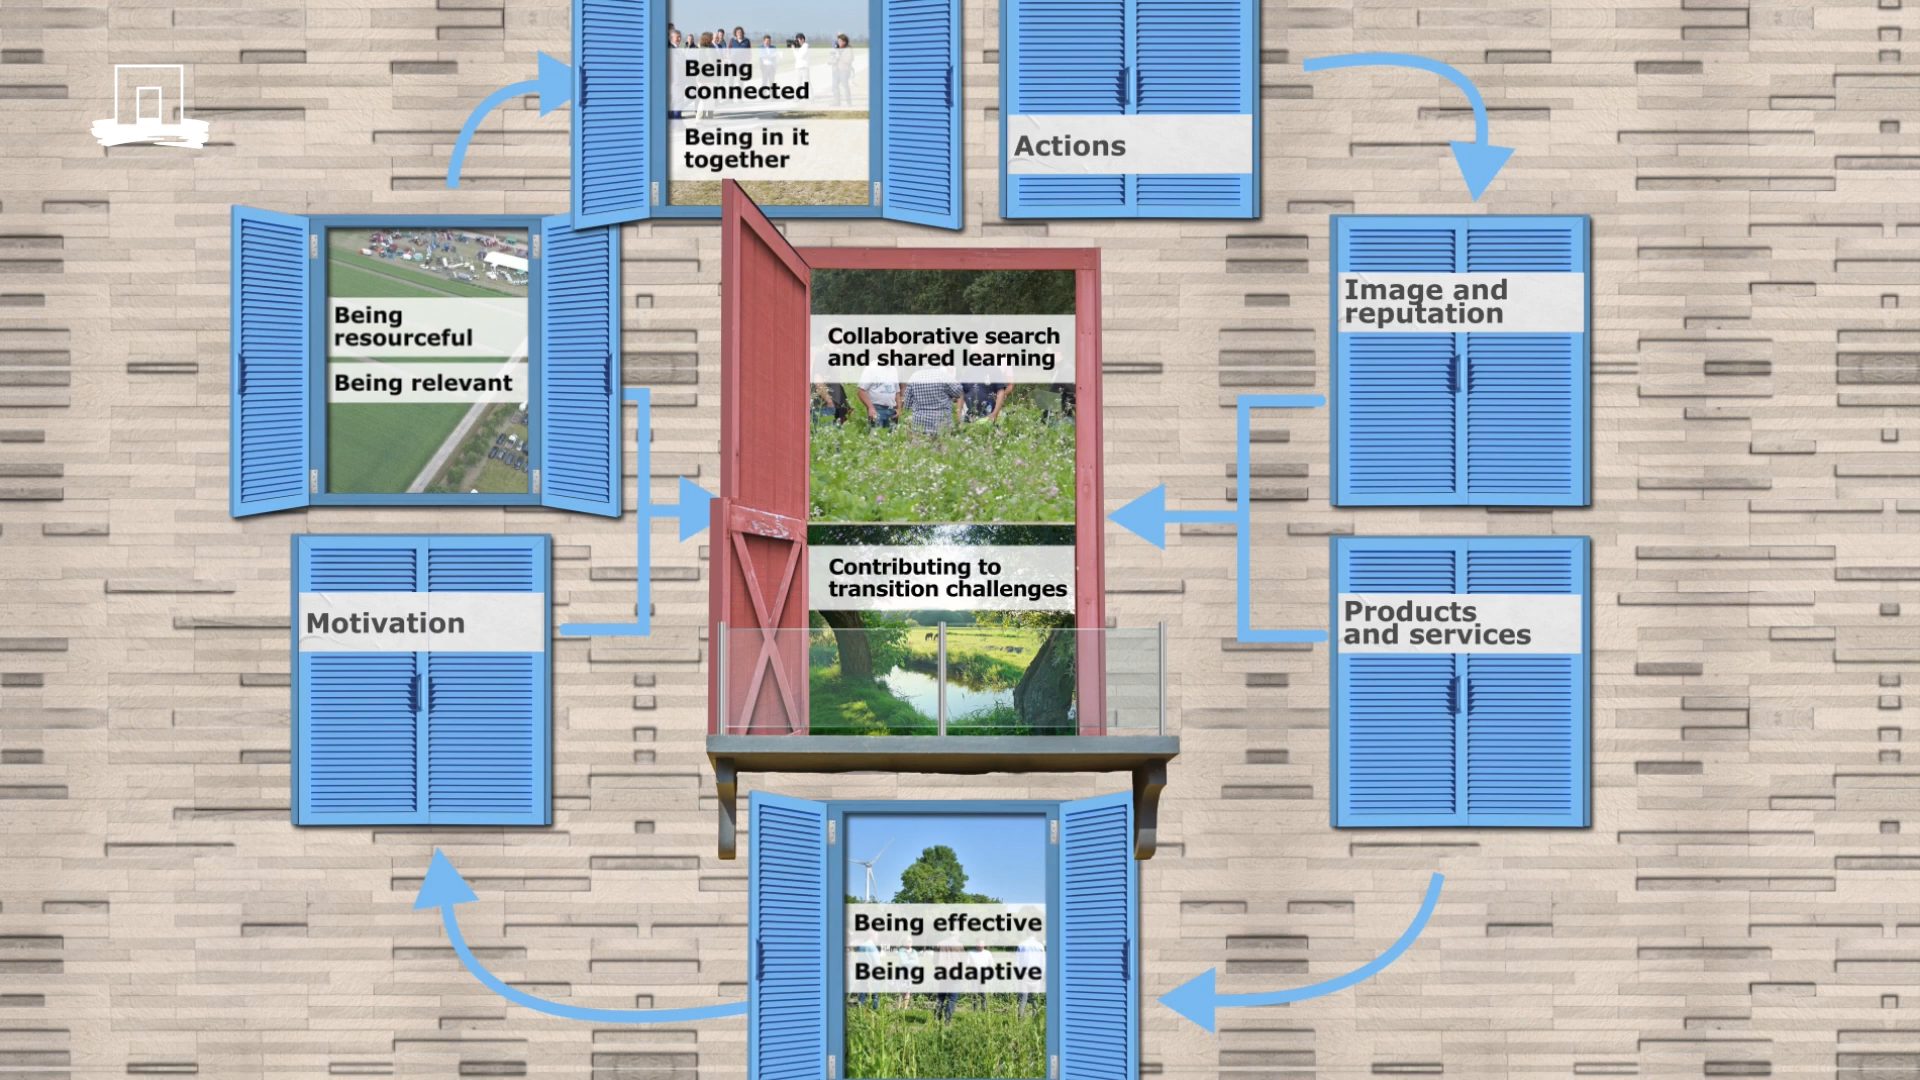 Being
connected
Being in it
together
Actions
Being
resourceful
Being relevant
Collaborative search
and shared learning
Image and
reputation
Contributing to
transition challenges
Motivation
Products
and services
Being effective
Being adaptive